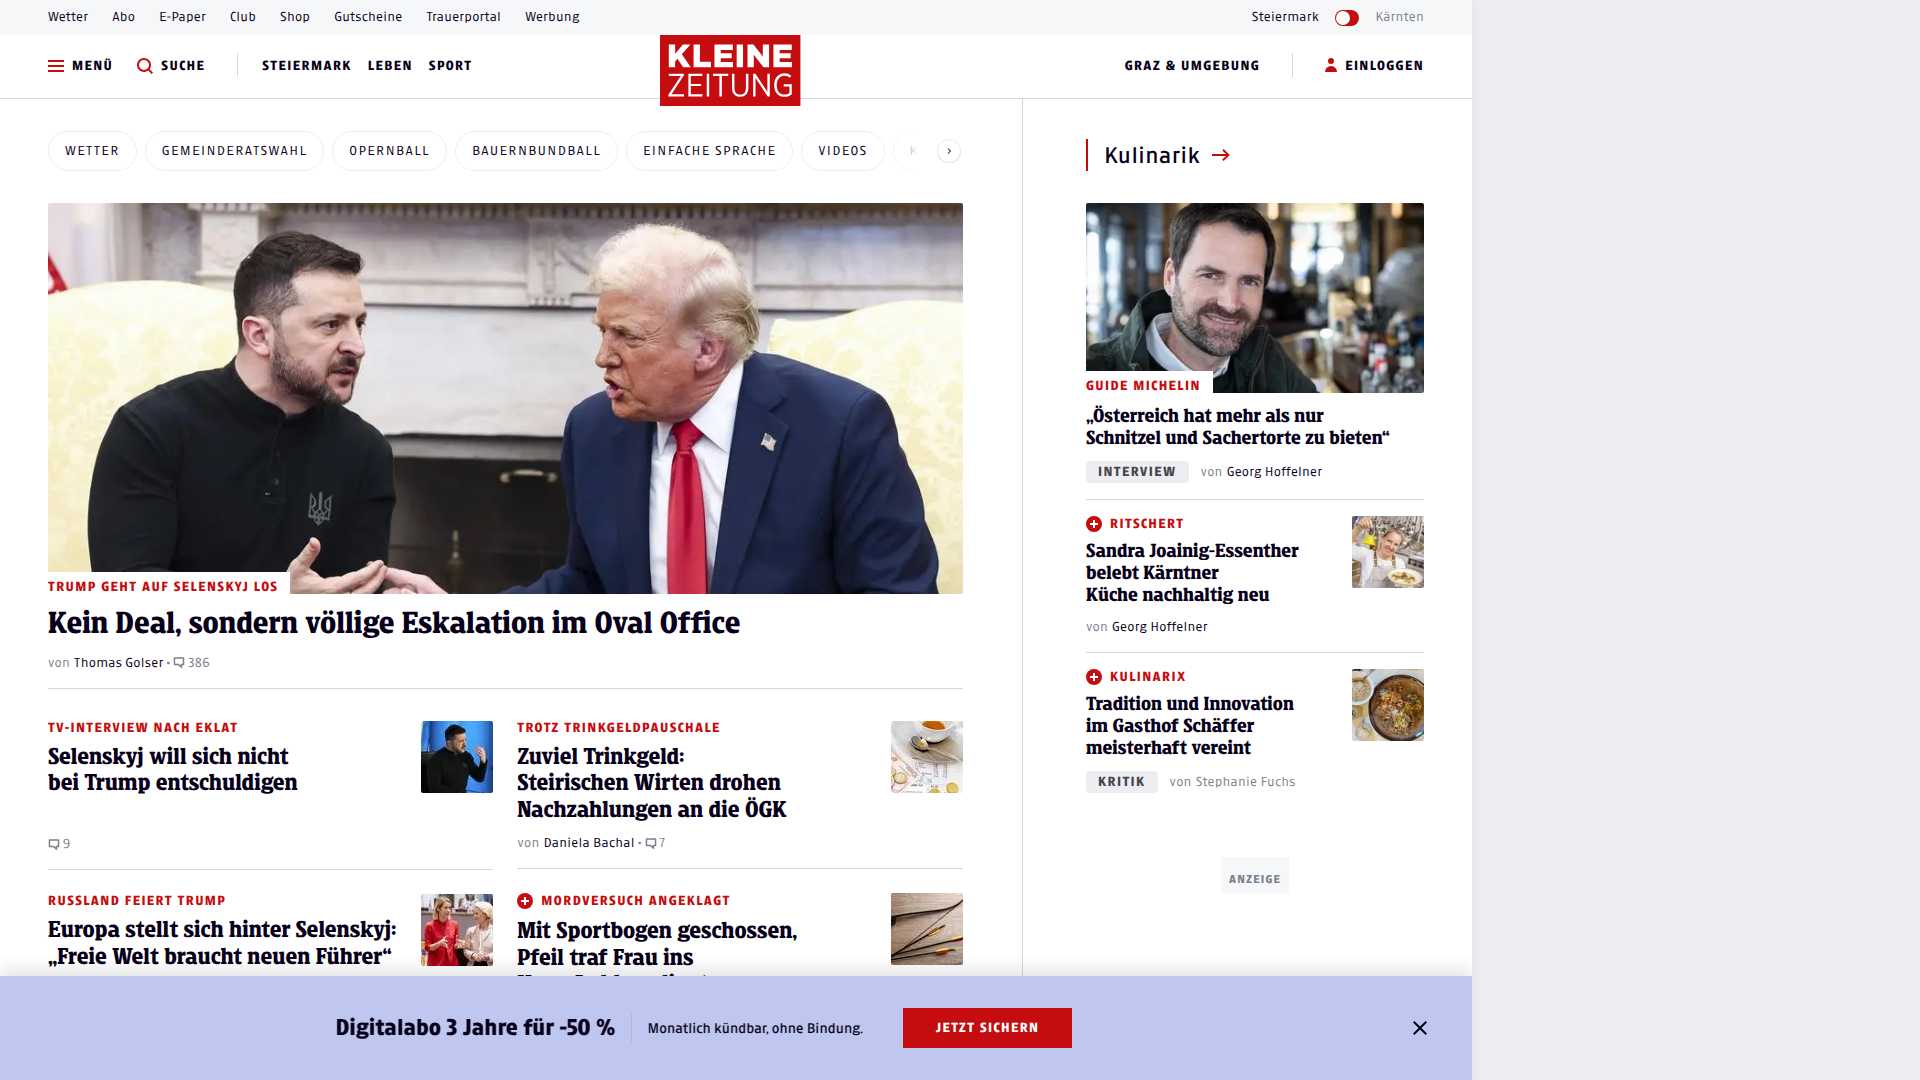 Wetter Abo E-Paper Club Shop Gutscheine Trauerportal Werbung
Steiermark Kärnten
MENÜ SUCHE STEIERMARK LEBEN SPORT
KLEINE
ZEITUNG
GRAZ & UMGEBUNG EINLOGGEN
WETTER GEMEINDERATSWAHL OPERNBALL BAUERNBUNDBALL EINFACHE SPRACHE VIDEOS K
TRUMP GEHT AUF SELENSKYJ LOS
Kein Deal, sondern völlige Eskalation im Oval Office
von Thomas Golser • 386
TV-INTERVIEW NACH EKLAT
Selenskyj will sich nicht
bei Trump entschuldigen
9
TROTZ TRINKGELDPAUSCHALE
Zuviel Trinkgeld:
Steirischen Wirten drohen
Nachzahlungen an die ÖGK
von Daniela Bachal • 7
RUSSLAND FEIERT TRUMP
Europa stellt sich hinter Selenskyj:
„Freie Welt braucht neuen Führer“
MORDVERSUCH ANGEKLAGT
Mit Sportbogen geschossen,
Pfeil traf Frau ins
Kulinarik
GUIDE MICHELIN
„Österreich hat mehr als nur
Schnitzel und Sachertorte zu bieten“
INTERVIEW von Georg Hoffelner
RITSCHERT
Sandra Joainig-Essenther
belebt Kärntner
Küche nachhaltig neu
von Georg Hoffelner
KULINARIX
Tradition und Innovation
im Gasthof Schäffer
meisterhaft vereint
KRITIK von Stephanie Fuchs
ANZEIGE
Digitalabo 3 Jahre für -50 %
Monatlich kündbar, ohne Bindung.
JETZT SICHERN